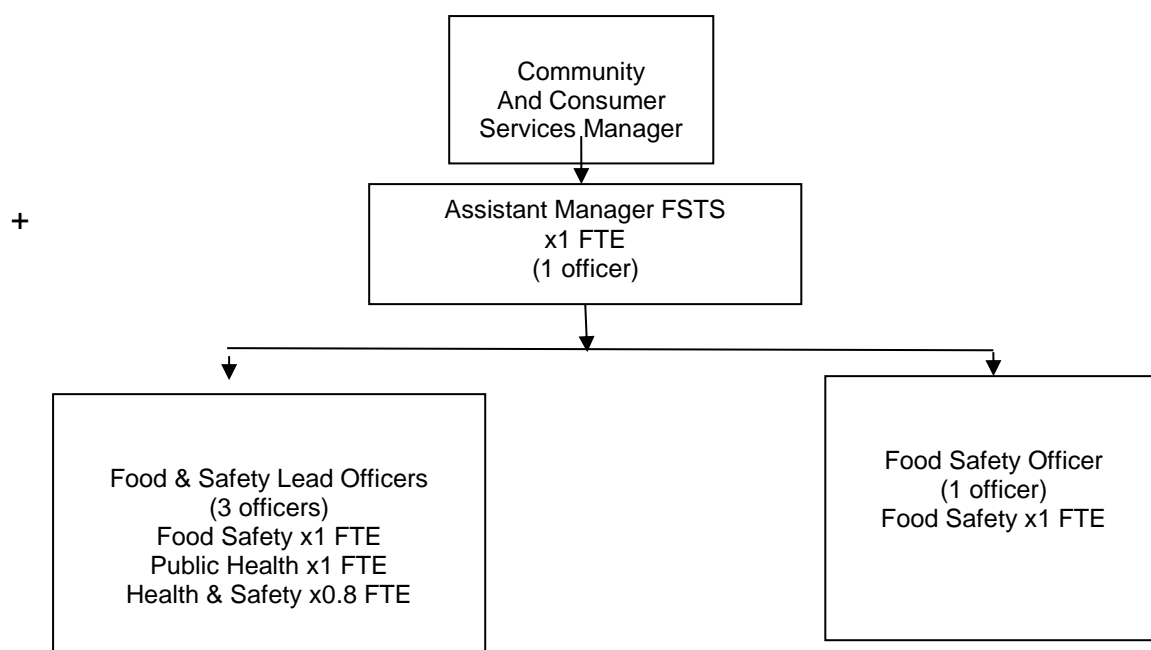 Community
And Consumer
Services Manager
Assistant Manager FSTS
x1 FTE
(1 officer)
+
Food & Safety Lead Officers
(3 officers)
Food Safety x1 FTE
Public Health x1 FTE
Health & Safety x0.8 FTE
Food Safety Officer
(1 officer)
Food Safety x1 FTE